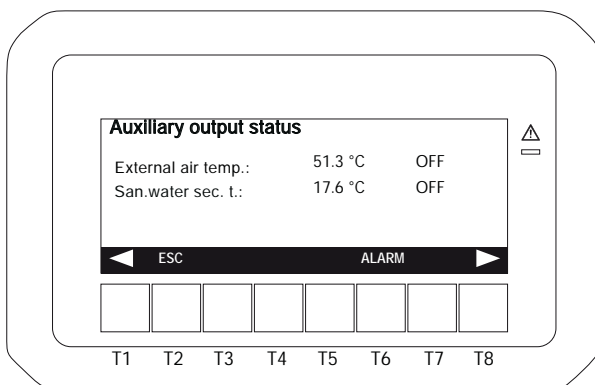 Auxiliary output status
External air temp.: 51.3 °C OFF
San.water sec. t.: 17.6 °C OFF
ESC ALARM
T1 T2 T3 T4 T5 T6 T7 T8